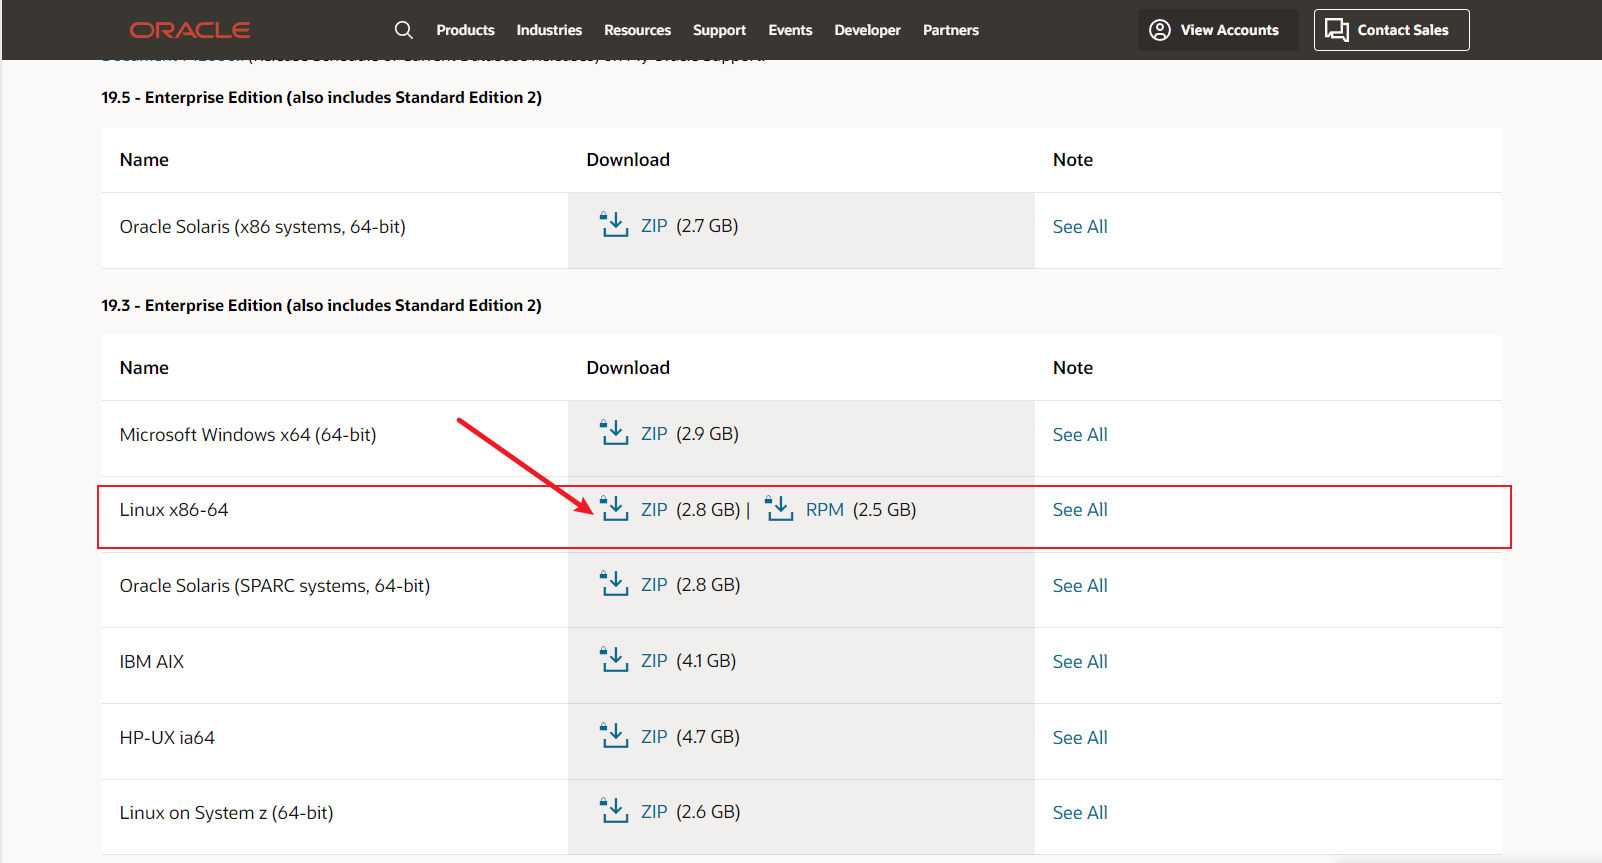 ORACLE Products Industries Resources Support Events Developer Partners View Accounts Contact Sales
19.5 - Enterprise Edition (also includes Standard Edition 2)
Name Download Note
Oracle Solaris (x86 systems, 64-bit) ZIP (2.7 GB) See All
19.3 - Enterprise Edition (also includes Standard Edition 2)
Name Download Note
Microsoft Windows x64 (64-bit) ZIP (2.9 GB) See All
Linux x86-64 ZIP (2.8 GB) | RPM (2.5 GB) See All
Oracle Solaris (SPARC systems, 64-bit) ZIP (2.8 GB) See All
IBM AIX ZIP (4.1 GB) See All
HP-UX ia64 ZIP (4.7 GB) See All
Linux on System z (64-bit) ZIP (2.6 GB) See All